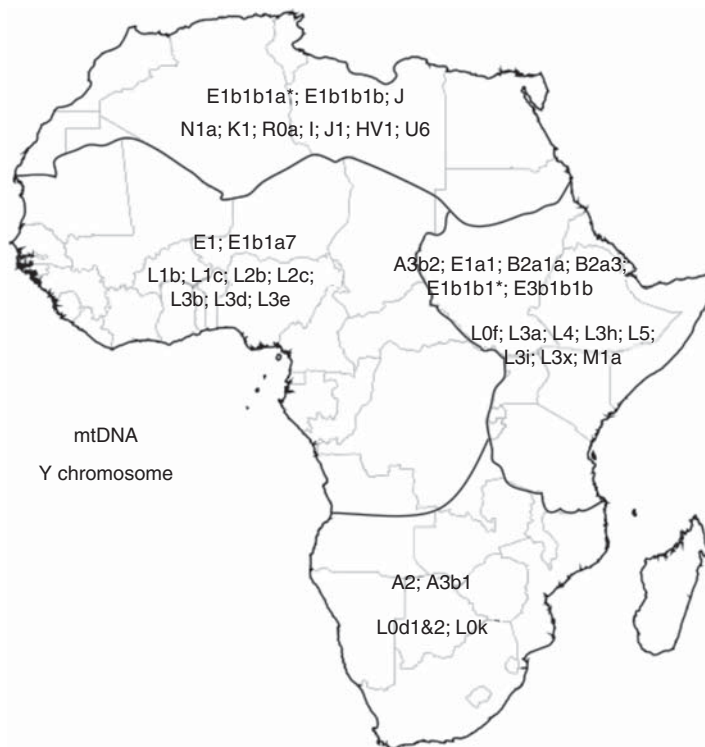 E1b1b1a*; E1b1b1b; J
N1a; K1; R0a; I; J1; HV1; U6
E1; E1b1a7
L1b; L1c; L2b; L2c;
L3b; L3d; L3e
A3b2; E1a1; B2a1a; B2a3;
E1b1b1*; E3b1b1b
L0f; L3a; L4; L3h; L5;
L3i; L3x; M1a
mtDNA
Y chromosome
A2; A3b1
L0d1&2; L0k